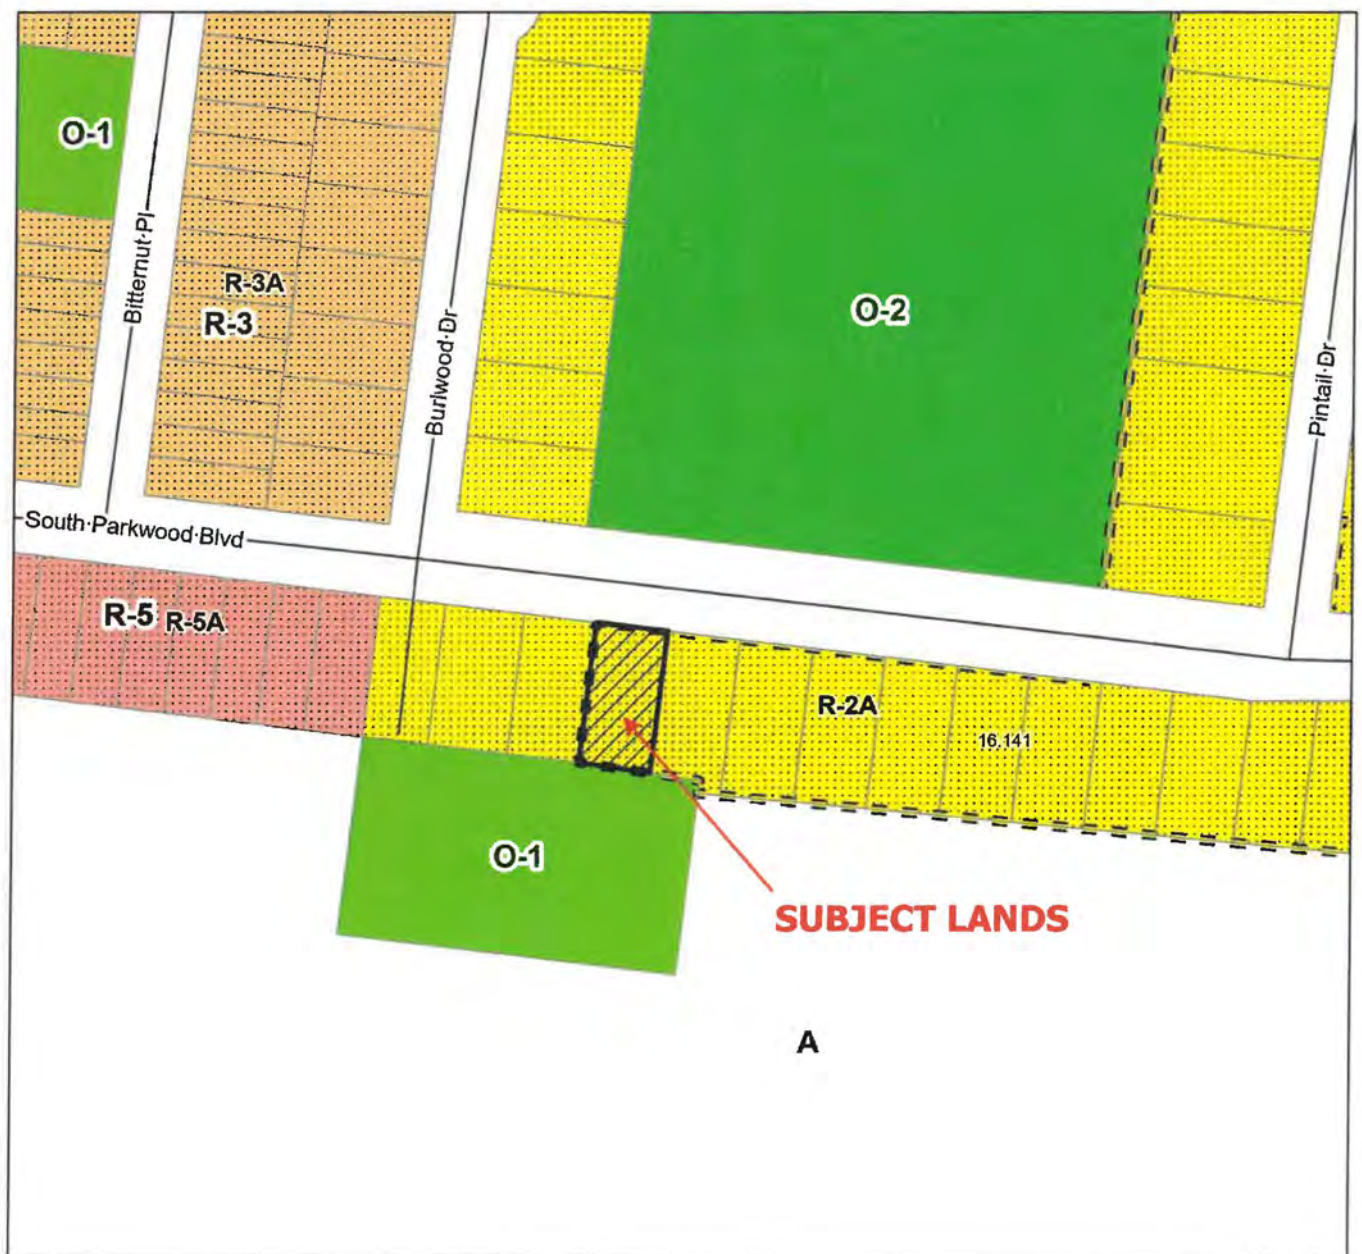 O-1
Bitternut Pl
R-3A
R-3
Burlwood Dr
O-2
Pintail Dr
South Parkwood Blvd
R-5 R-5A
R-2A
16.141
O-1
SUBJECT LANDS
A